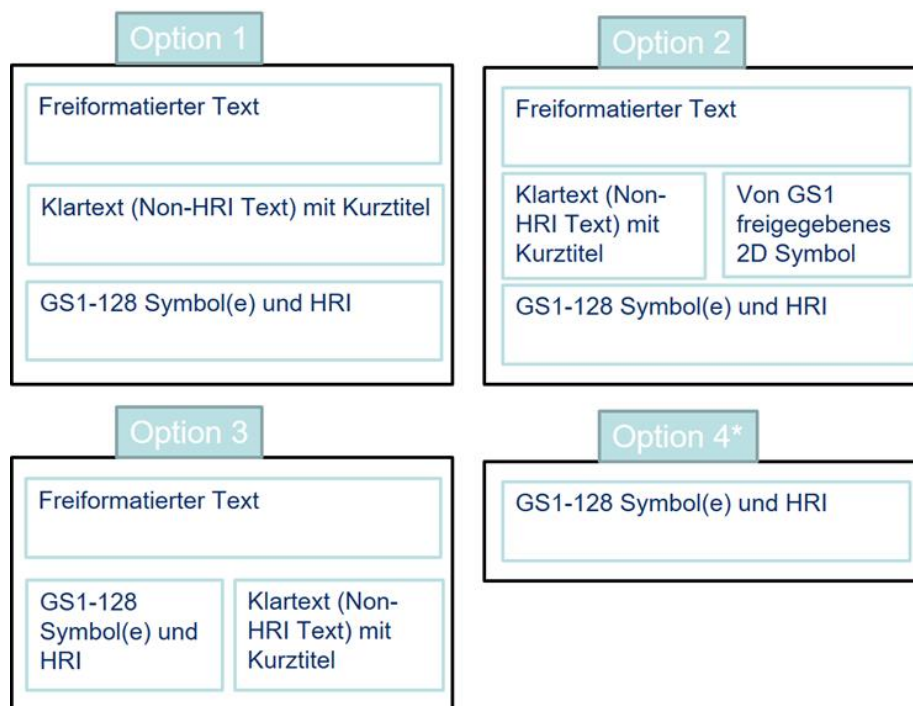 Option 1
Freiformatierter Text
Klartext (Non-HRI Text) mit Kurztitel
GS1-128 Symbol(e) und HRI
Option 2
Freiformatierter Text
Klartext (Non-
HRI Text) mit
Kurztitel
Von GS1
freigegebenes
2D Symbol
GS1-128 Symbol(e) und HRI
Option 3
Freiformatierter Text
GS1-128
Symbol(e) und
HRI
Klartext (Non-
HRI Text) mit
Kurztitel
Option 4*
GS1-128 Symbol(e) und HRI